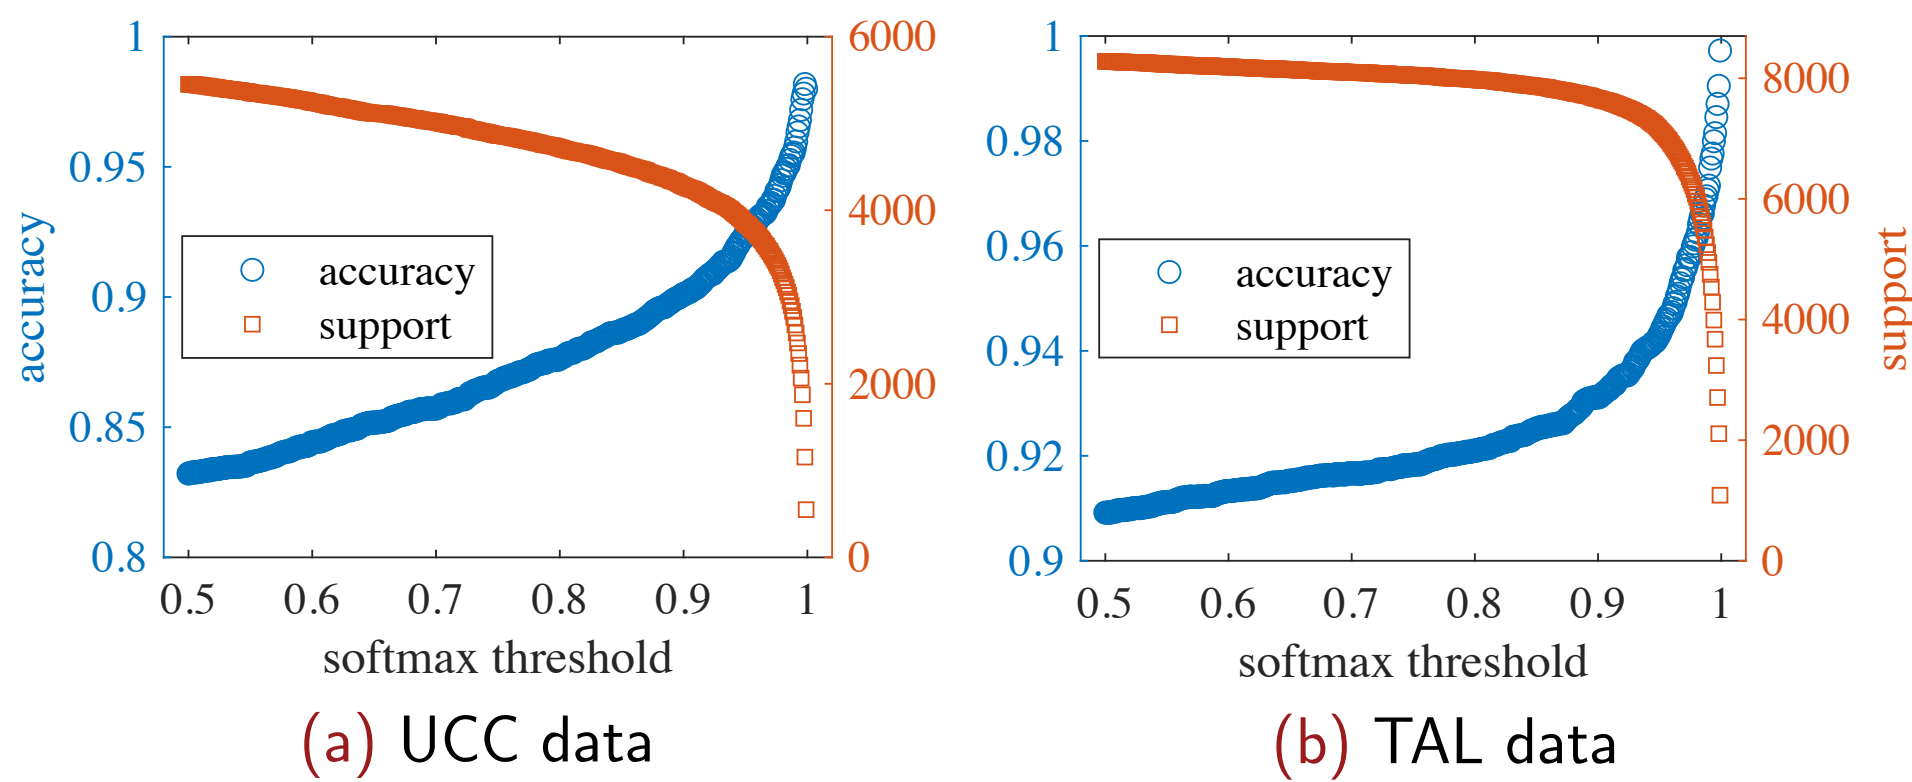 1
0.95
0.9
0.85
0.8
accuracy
6000
4000
2000
0
accuracy
support
0.5 0.6 0.7 0.8 0.9 1
softmax threshold
(a) UCC data
1
0.98
0.96
0.94
0.92
0.9
8000
6000
4000
2000
0
support
accuracy
support
0.5 0.6 0.7 0.8 0.9 1
softmax threshold
(b) TAL data